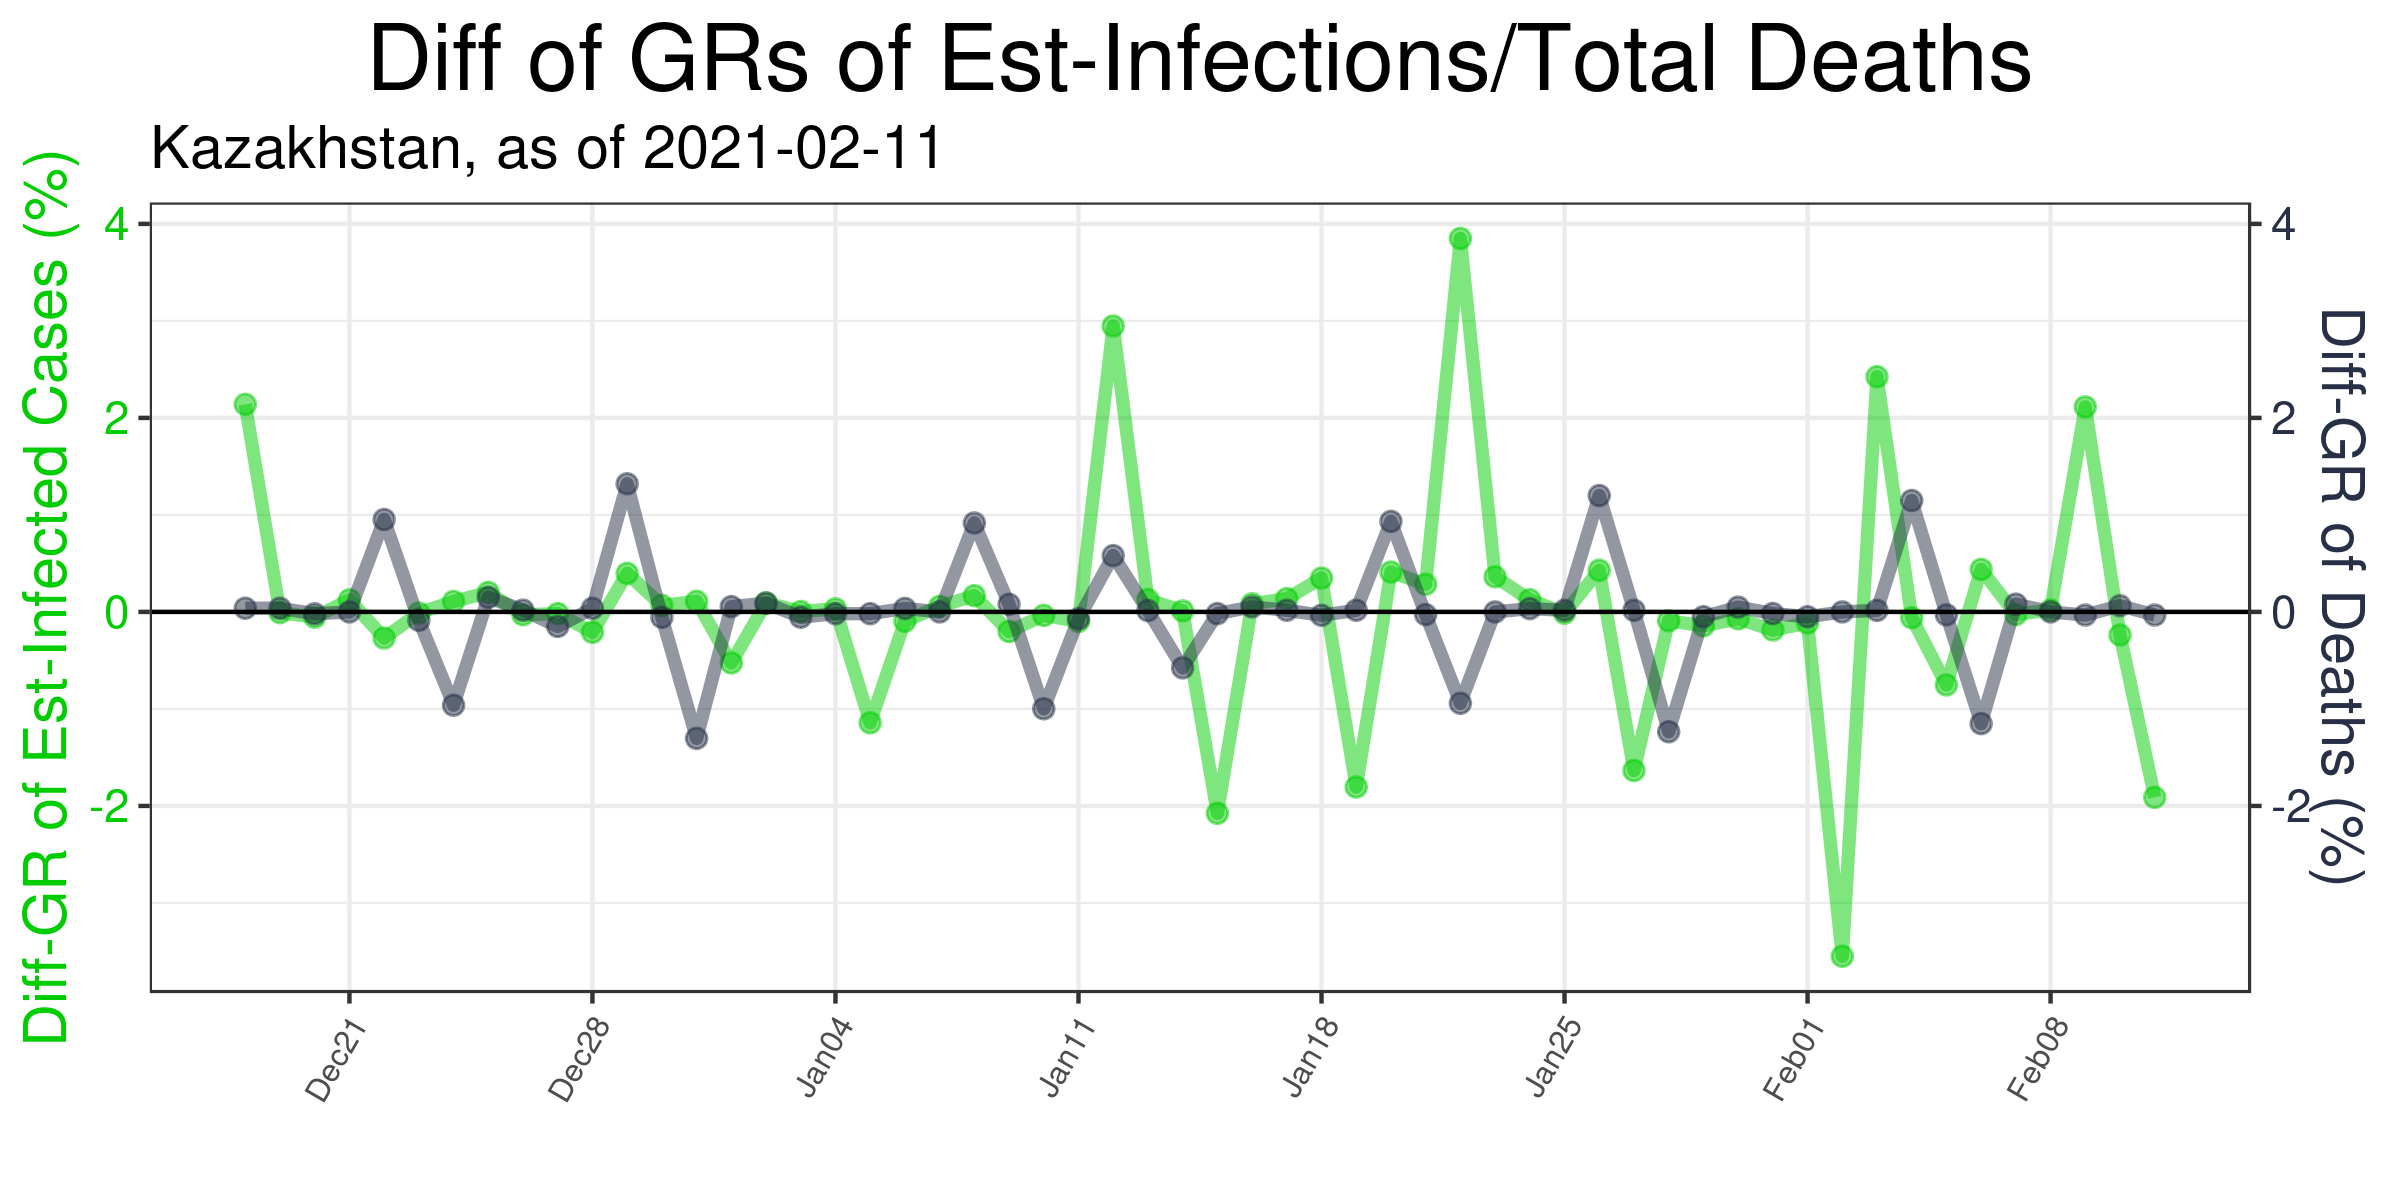 Diff of GRs of Est-Infections/Total Deaths
Kazakhstan, as of 2021-02-11
Diff-GR of Est-Infected Cases (%)
4
2
0
-2
4
2
0
-2
Diff-GR of Deaths (%)
Dec21
Dec28
Jan04
Jan11
Jan18
Jan25
Feb01
Feb08